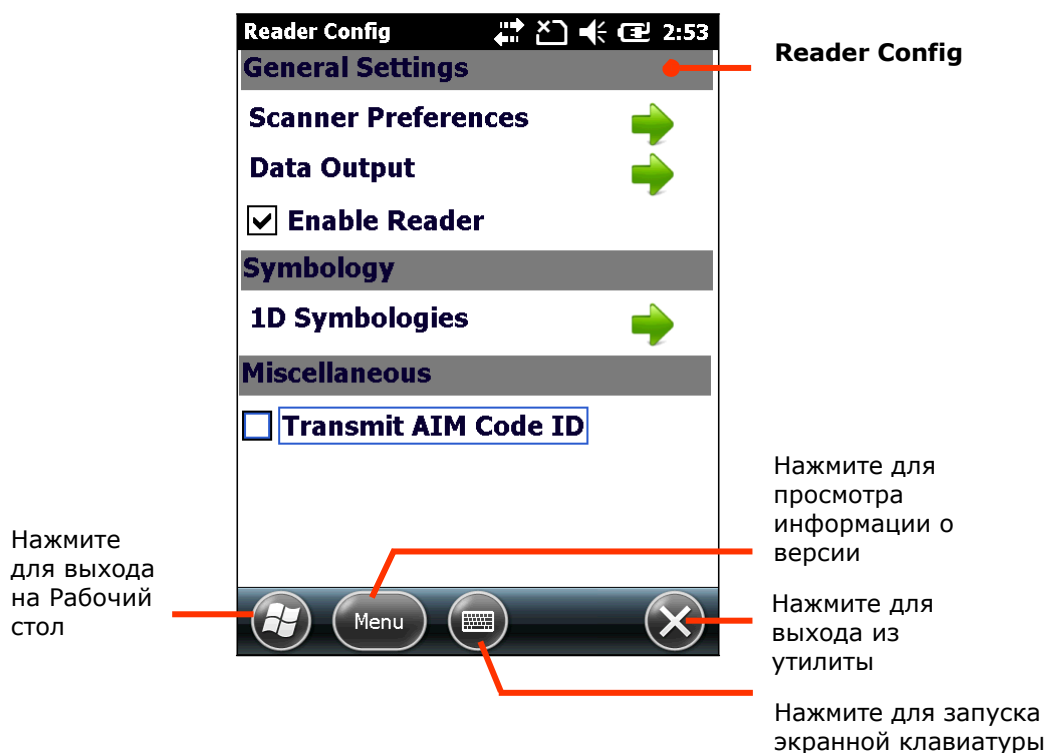 Reader Config 2:53
General Settings
Scanner Preferences
Data Output
Enable Reader
Symbology
1D Symbologies
Miscellaneous
Transmit AIM Code ID
Menu
Reader Config
Нажмите для
просмотра
информации о
версии
Нажмите
для выхода
на Рабочий
стол
Нажмите для
выхода из
утилиты
Нажмите для запуска
экранной клавиатуры